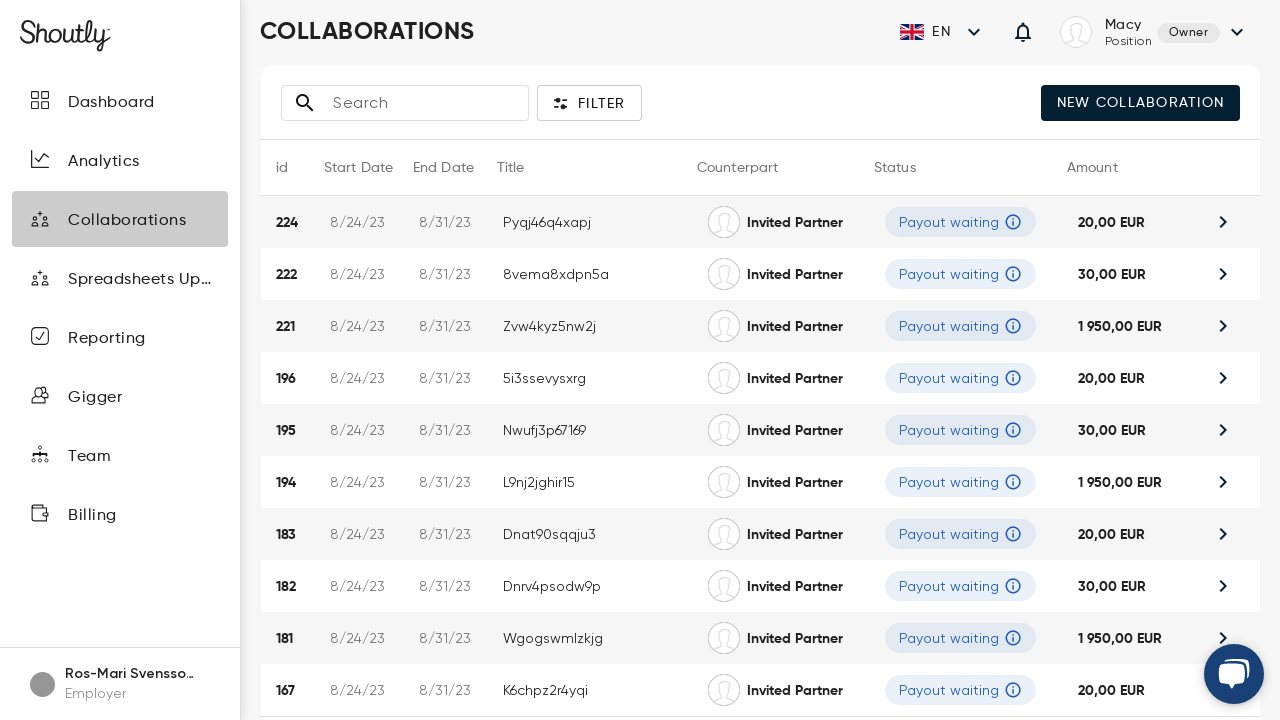 Shoutly
COLLABORATIONS
EN
Macy
Position
Owner
Dashboard
Analytics
Collaborations
Spreadsheets Up...
Reporting
Gigger
Team
Billing
Ros-Mari Svensso...
Employer
Search
FILTER
NEW COLLABORATION
id Start Date End Date Title Counterpart Status Amount
224 8/24/23 8/31/23 Pyqj46q4xapj Invited Partner Payout waiting 20,00 EUR
222 8/24/23 8/31/23 8vema8xdpn5a Invited Partner Payout waiting 30,00 EUR
221 8/24/23 8/31/23 Zvw4kyz5nw2j Invited Partner Payout waiting 1 950,00 EUR
196 8/24/23 8/31/23 5i3ssevysxrg Invited Partner Payout waiting 20,00 EUR
195 8/24/23 8/31/23 Nwufj3p67169 Invited Partner Payout waiting 30,00 EUR
194 8/24/23 8/31/23 L9nj2jghir15 Invited Partner Payout waiting 1 950,00 EUR
183 8/24/23 8/31/23 Dnat90sqqju3 Invited Partner Payout waiting 20,00 EUR
182 8/24/23 8/31/23 Dnrv4psodw9p Invited Partner Payout waiting 30,00 EUR
181 8/24/23 8/31/23 Wgogswmlzkjg Invited Partner Payout waiting 1 950,00 EUR
167 8/24/23 8/31/23 K6chpz2r4yqi Invited Partner Payout waiting 20,00 EUR